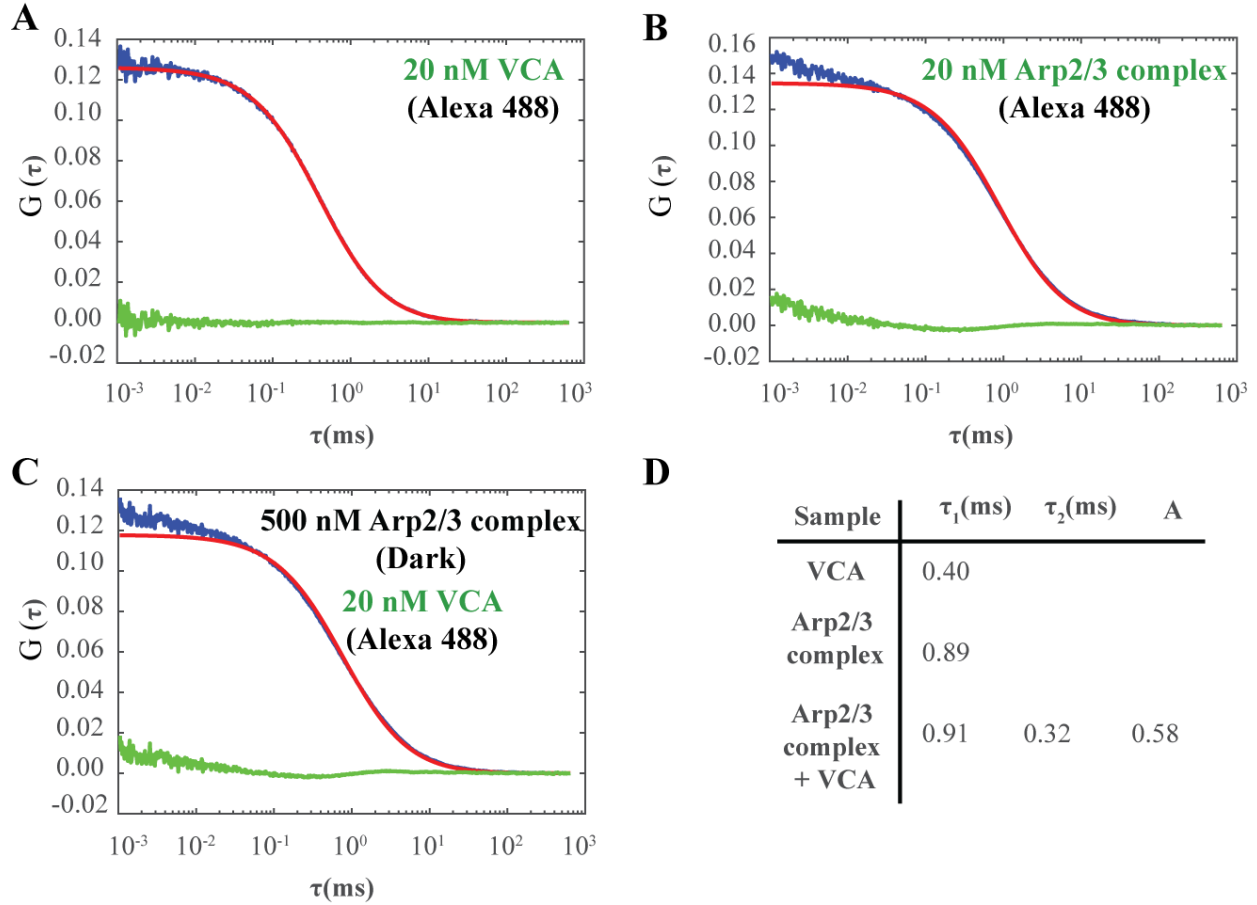 A
0.14
0.12
0.10
0.08
0.06
0.04
0.02
0.00
-0.02
G (τ)
20 nM VCA
(Alexa 488)
10⁻³ 10⁻² 10⁻¹ 10⁰ 10¹ 10² 10³
τ(ms)
B
0.16
0.14
0.12
0.10
0.08
0.06
0.04
0.02
0.00
-0.02
G (τ)
20 nM Arp2/3 complex
(Alexa 488)
10⁻³ 10⁻² 10⁻¹ 10⁰ 10¹ 10² 10³
τ(ms)
C
0.14
0.12
0.10
0.08
0.06
0.04
0.02
0.00
-0.02
G (τ)
500 nM Arp2/3 complex
(Dark)
20 nM VCA
(Alexa 488)
10⁻³ 10⁻² 10⁻¹ 10⁰ 10¹ 10² 10³
τ(ms)
D
Sample τ₁(ms) τ₂(ms) A
VCA 0.40
Arp2/3
complex 0.89
Arp2/3
complex 0.91 0.32 0.58
+ VCA